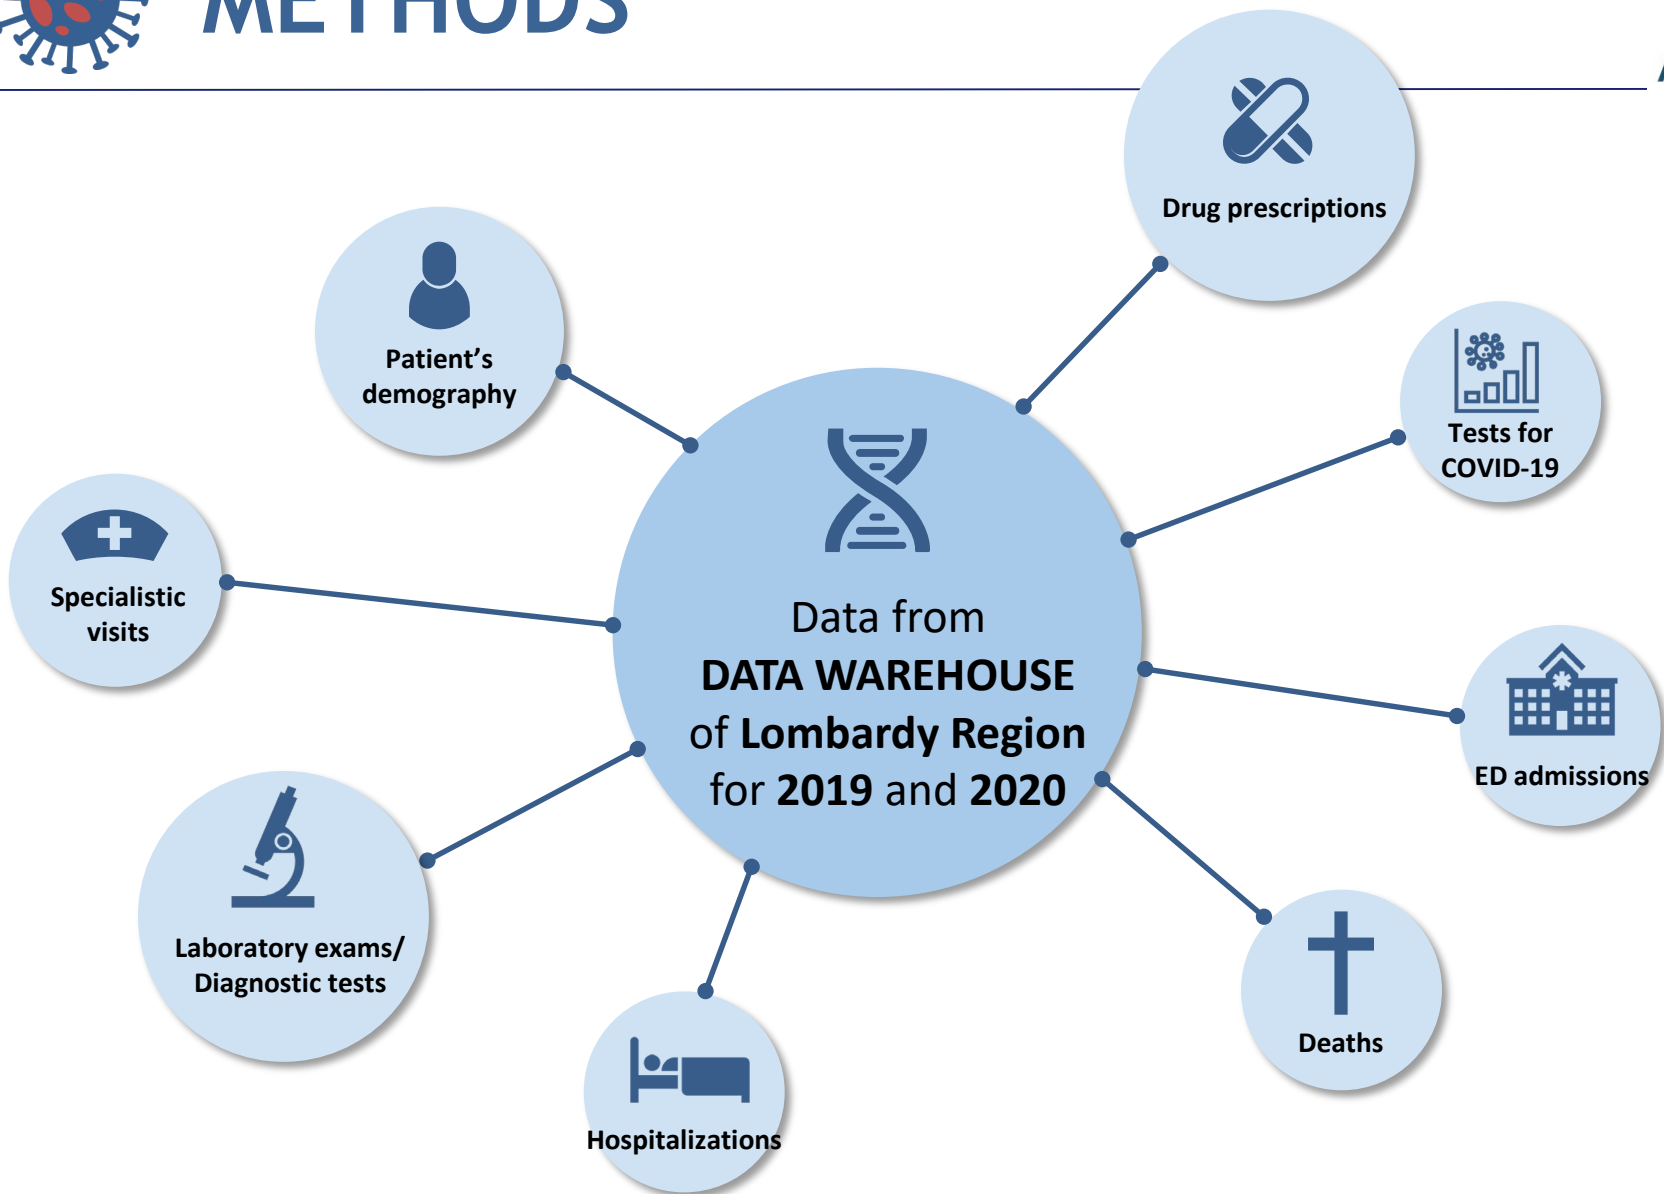 METHODS
Drug prescriptions
Patient’s
demography
Tests for
COVID-19
Specialistic
visits
Data from
DATA WAREHOUSE
of Lombardy Region
for 2019 and 2020
ED admissions
Laboratory exams/
Diagnostic tests
Deaths
Hospitalizations